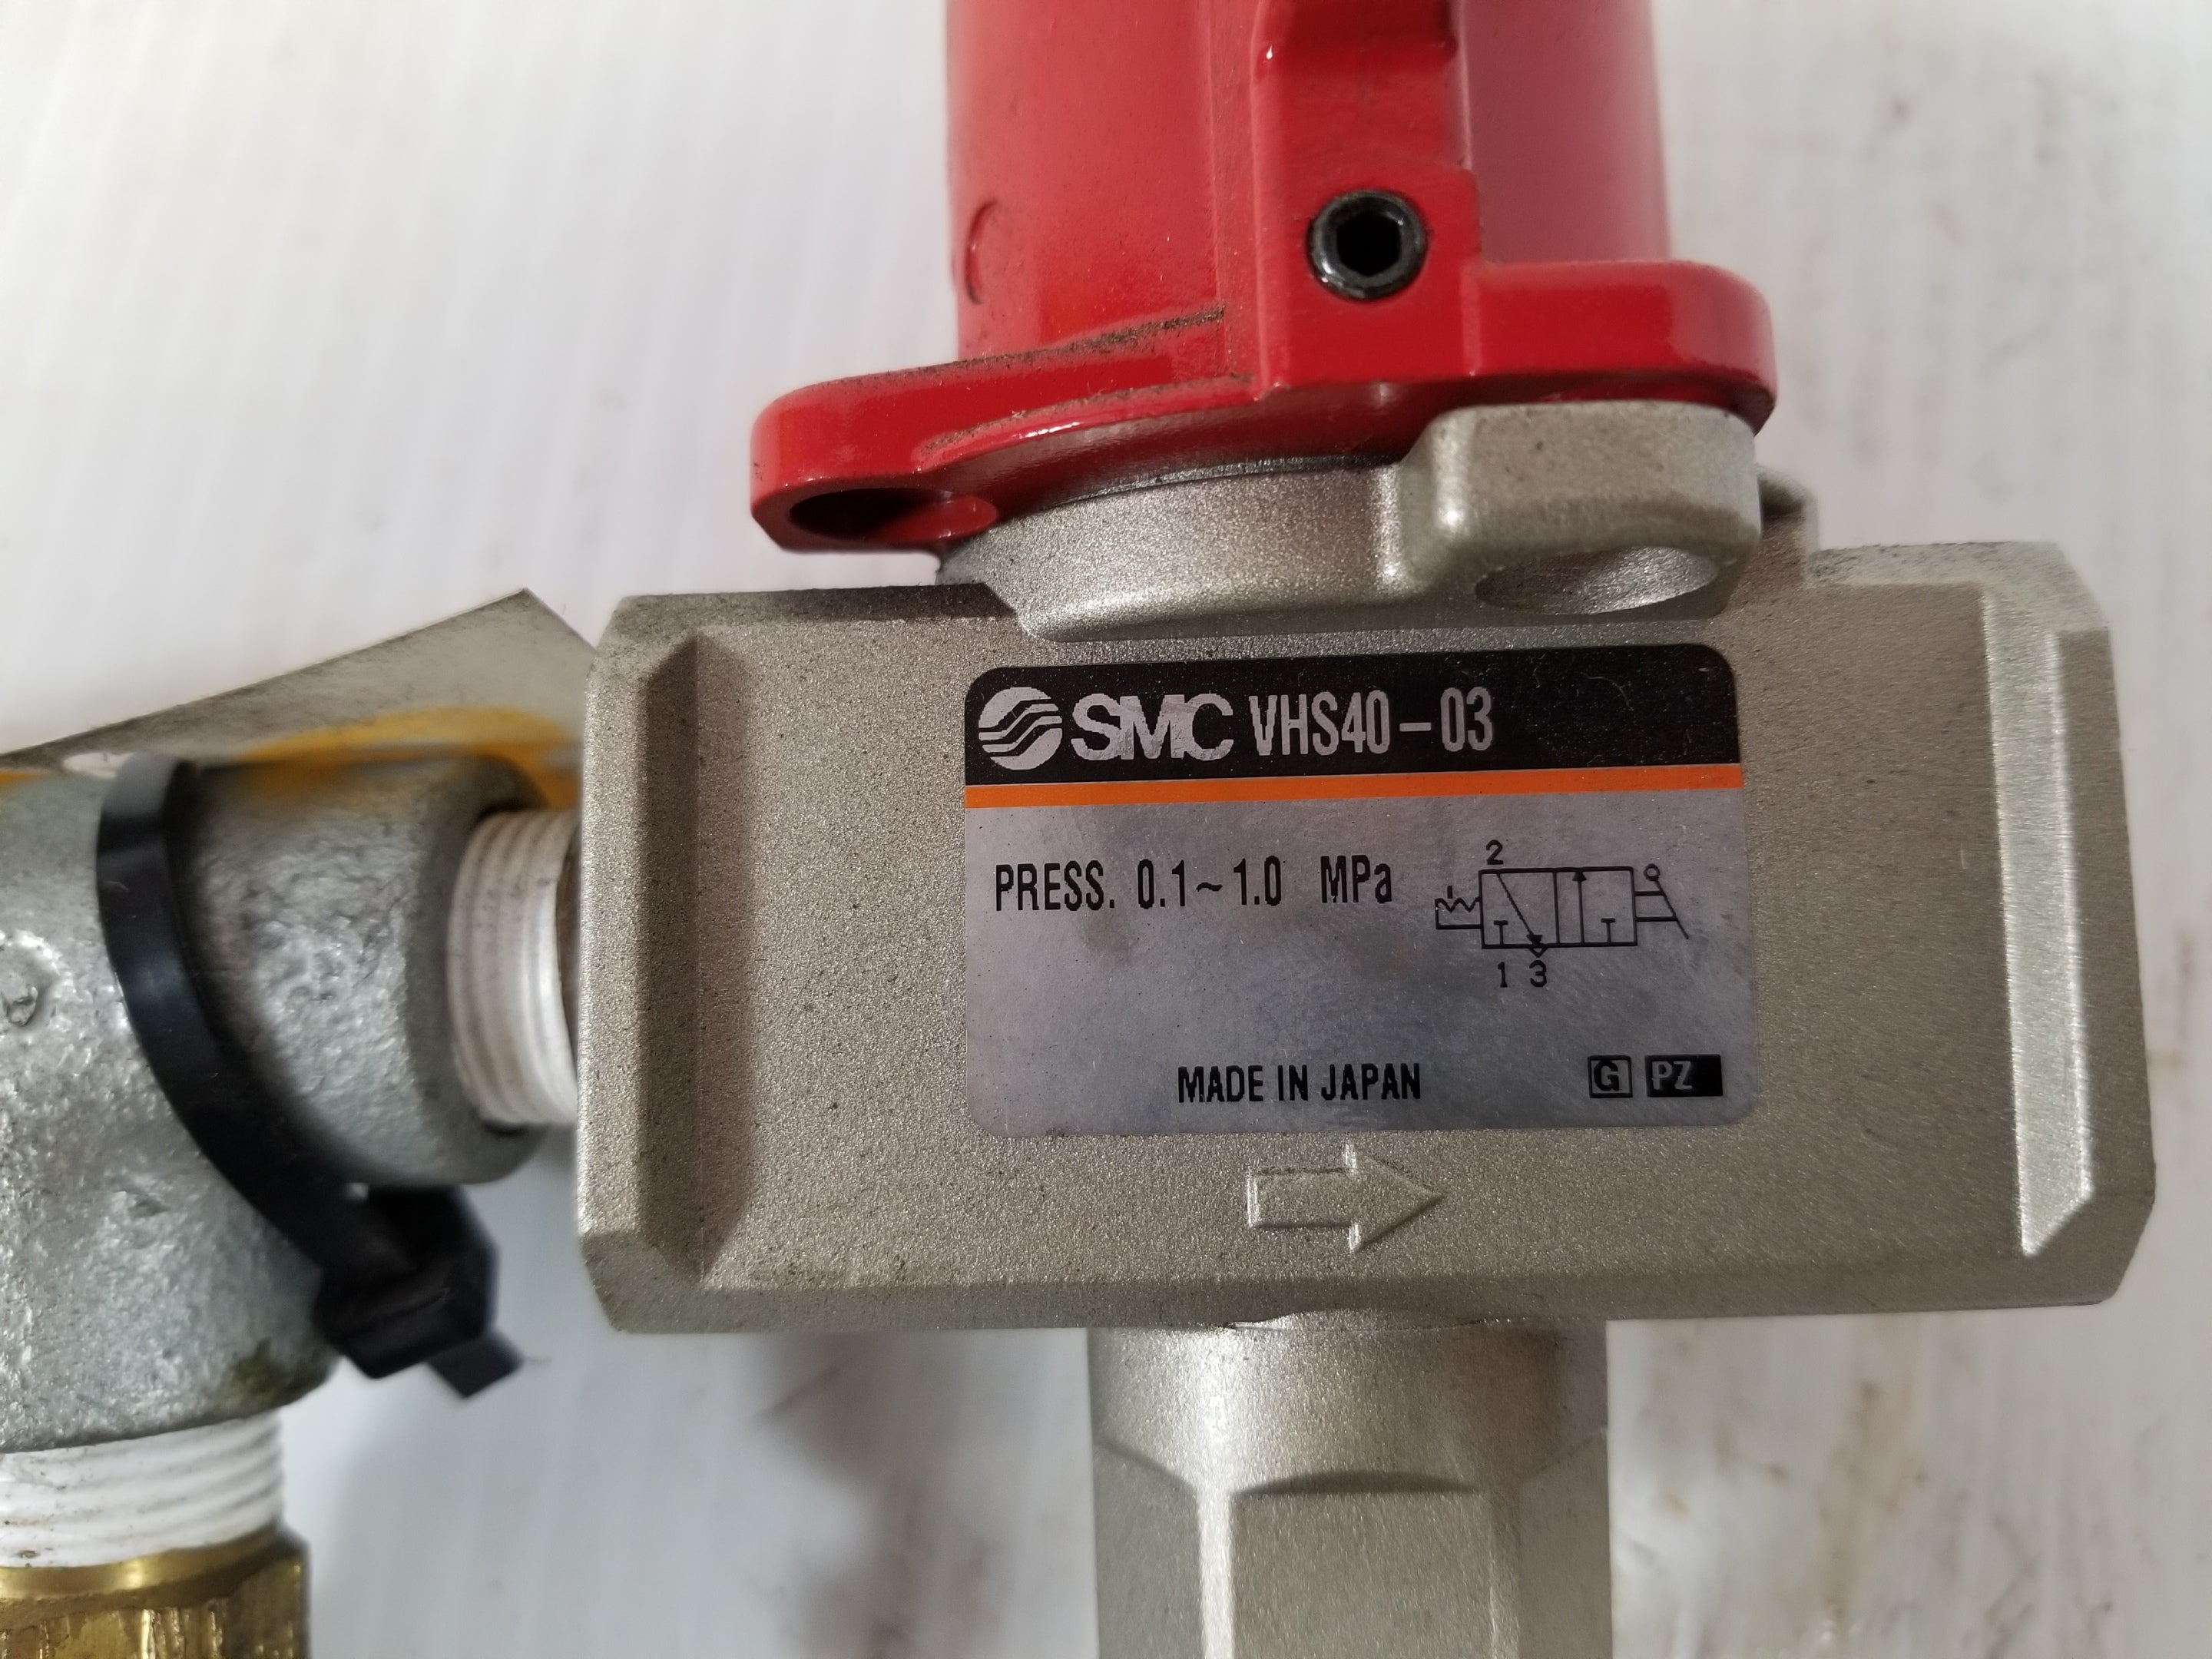 SMC VHS40-03
PRESS. 0.1~1.0 MPa
2
1 3
MADE IN JAPAN G PZ